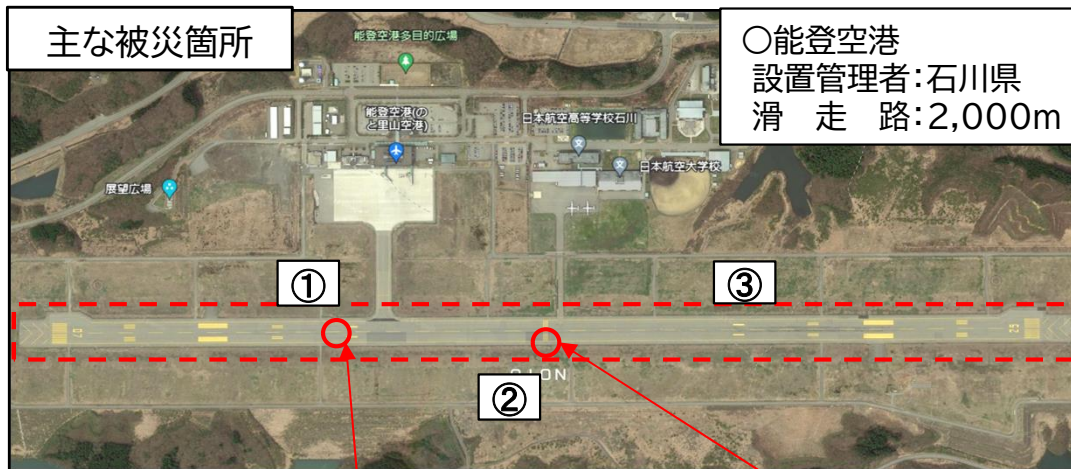 主な被災箇所
○能登空港
設置管理者:石川県
滑 走 路:2,000m
能登空港多目的広場
能登空港(のと里山空港)
日本航空高等学校石川
日本航空大学校
展望広場
①
③
07
25
②